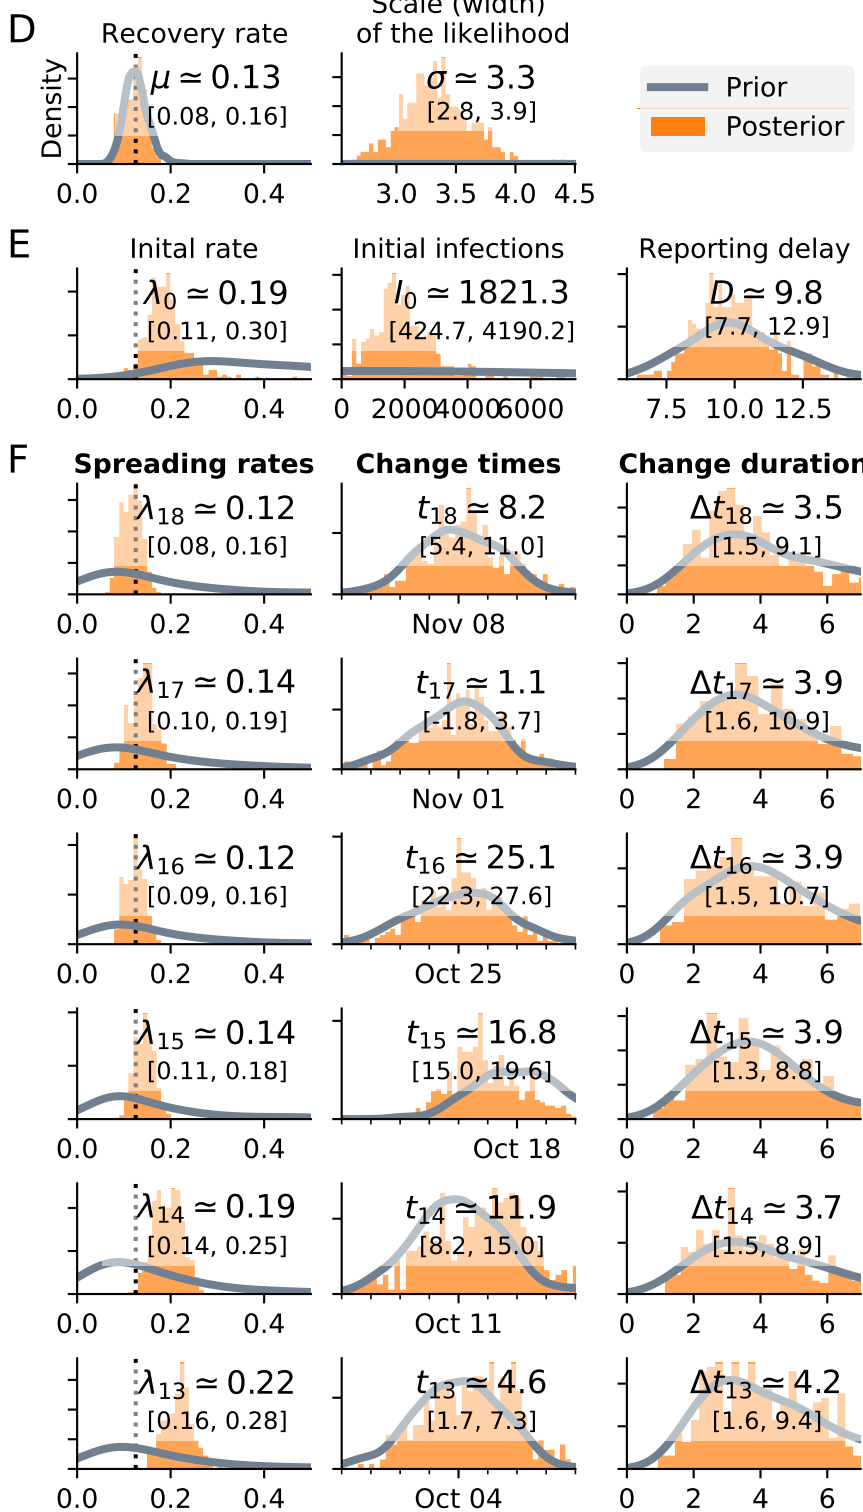 D
Recovery rate
Scale (width)
of the likelihood
Density
μ ≃ 0.13
[0.08, 0.16]
σ ≃ 3.3
[2.8, 3.9]
Prior
Posterior
0.0 0.2 0.4
3.0 3.5 4.0 4.5
E
Inital rate
Initial infections
Reporting delay
λ0 ≃ 0.19
[0.11, 0.30]
I0 ≃ 1821.3
[424.7, 4190.2]
D ≃ 9.8
[7.7, 12.9]
0.0 0.2 0.4
0 2000 4000 6000
7.5 10.0 12.5
F
Spreading rates
Change times
Change duration
λ18 ≃ 0.12
[0.08, 0.16]
t18 ≃ 8.2
[5.4, 11.0]
Δt18 ≃ 3.5
[1.5, 9.1]
0.0 0.2 0.4
Nov 08
0 2 4 6
λ17 ≃ 0.14
[0.10, 0.19]
t17 ≃ 1.1
[-1.8, 3.7]
Δt17 ≃ 3.9
[1.6, 10.9]
0.0 0.2 0.4
Nov 01
0 2 4 6
λ16 ≃ 0.12
[0.09, 0.16]
t16 ≃ 25.1
[22.3, 27.6]
Δt16 ≃ 3.9
[1.5, 10.7]
0.0 0.2 0.4
Oct 25
0 2 4 6
λ15 ≃ 0.14
[0.11, 0.18]
t15 ≃ 16.8
[15.0, 19.6]
Δt15 ≃ 3.9
[1.3, 8.8]
0.0 0.2 0.4
Oct 18
0 2 4 6
λ14 ≃ 0.19
[0.14, 0.25]
t14 ≃ 11.9
[8.2, 15.0]
Δt14 ≃ 3.7
[1.5, 8.9]
0.0 0.2 0.4
Oct 11
0 2 4 6
λ13 ≃ 0.22
[0.16, 0.28]
t13 ≃ 4.6
[1.7, 7.3]
Δt13 ≃ 4.2
[1.6, 9.4]
0.0 0.2 0.4
Oct 04
0 2 4 6